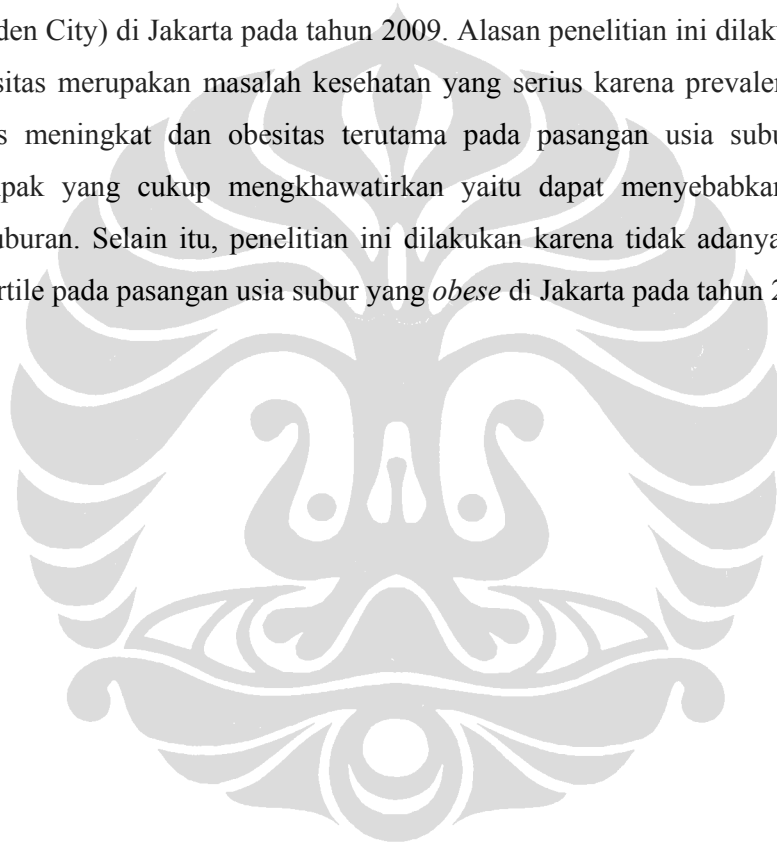 den City) di Jakarta pada tahun 2009. Alasan penelitian ini dilaku
sitas merupakan masalah kesehatan yang serius karena prevalen
s meningkat dan obesitas terutama pada pasangan usia subu
pak yang cukup mengkhawatirkan yaitu dapat menyebabkan
uburan. Selain itu, penelitian ini dilakukan karena tidak adanya
rtile pada pasangan usia subur yang obese di Jakarta pada tahun 2